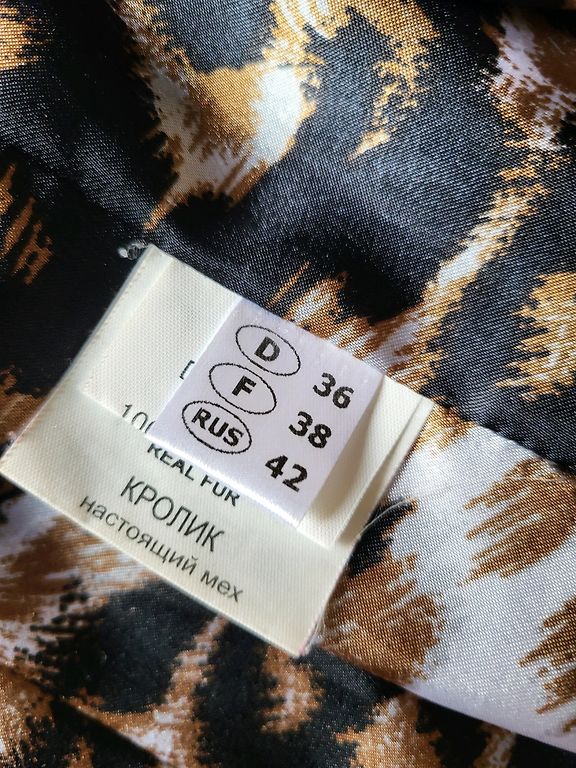 D 36
F 38
RUS 42
REAL FUR
КРОЛИК
настоящий мех